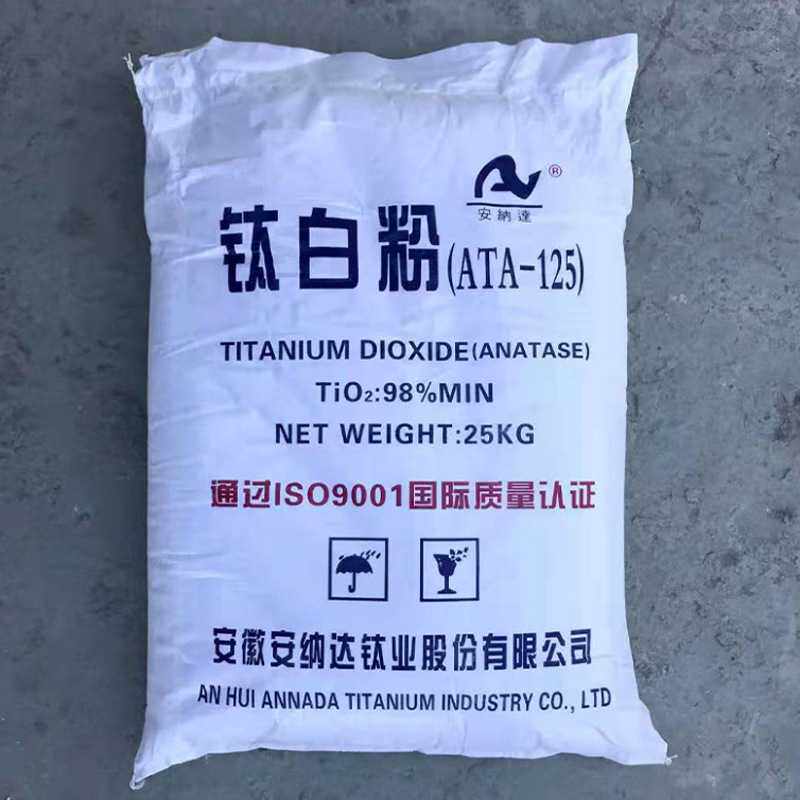 ®
安納達
钛白粉(ATA-125)
TITANIUM DIOXIDE(ANATASE)
TiO₂:98%MIN
NET WEIGHT:25KG
通过ISO9001国际质量认证
安徽安纳达钛业股份有限公司
AN HUI ANNADA TITANIUM INDUSTRY CO., LTD